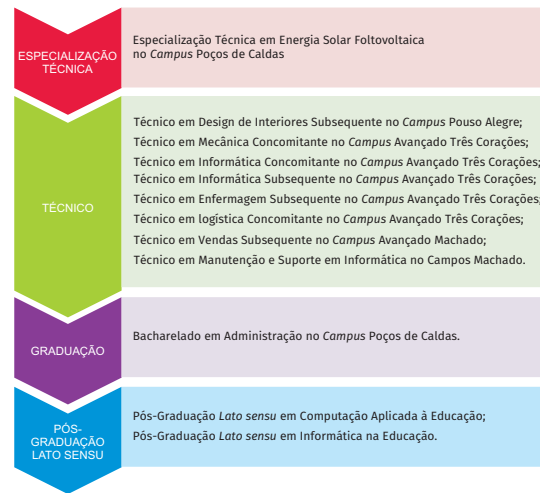 ESPECIALIZAÇÃO
TÉCNICA
Especialização Técnica em Energia Solar Fotovoltaica
no Campus Poços de Caldas
TÉCNICO
Técnico em Design de Interiores Subsequente no Campus Pouso Alegre;
Técnico em Mecânica Concomitante no Campus Avançado Três Corações;
Técnico em Informática Concomitante no Campus Avançado Três Corações;
Técnico em Informática Subsequente no Campus Avançado Três Corações;
Técnico em Enfermagem Subsequente no Campus Avançado Três Corações;
Técnico em logística Concomitante no Campus Avançado Três Corações;
Técnico em Vendas Subsequente no Campus Avançado Machado;
Técnico em Manutenção e Suporte em Informática no Campos Machado.
GRADUAÇÃO
Bacharelado em Administração no Campus Poços de Caldas.
PÓS-
GRADUAÇÃO
LATO SENSU
Pós-Graduação Lato sensu em Computação Aplicada à Educação;
Pós-Graduação Lato sensu em Informática na Educação.